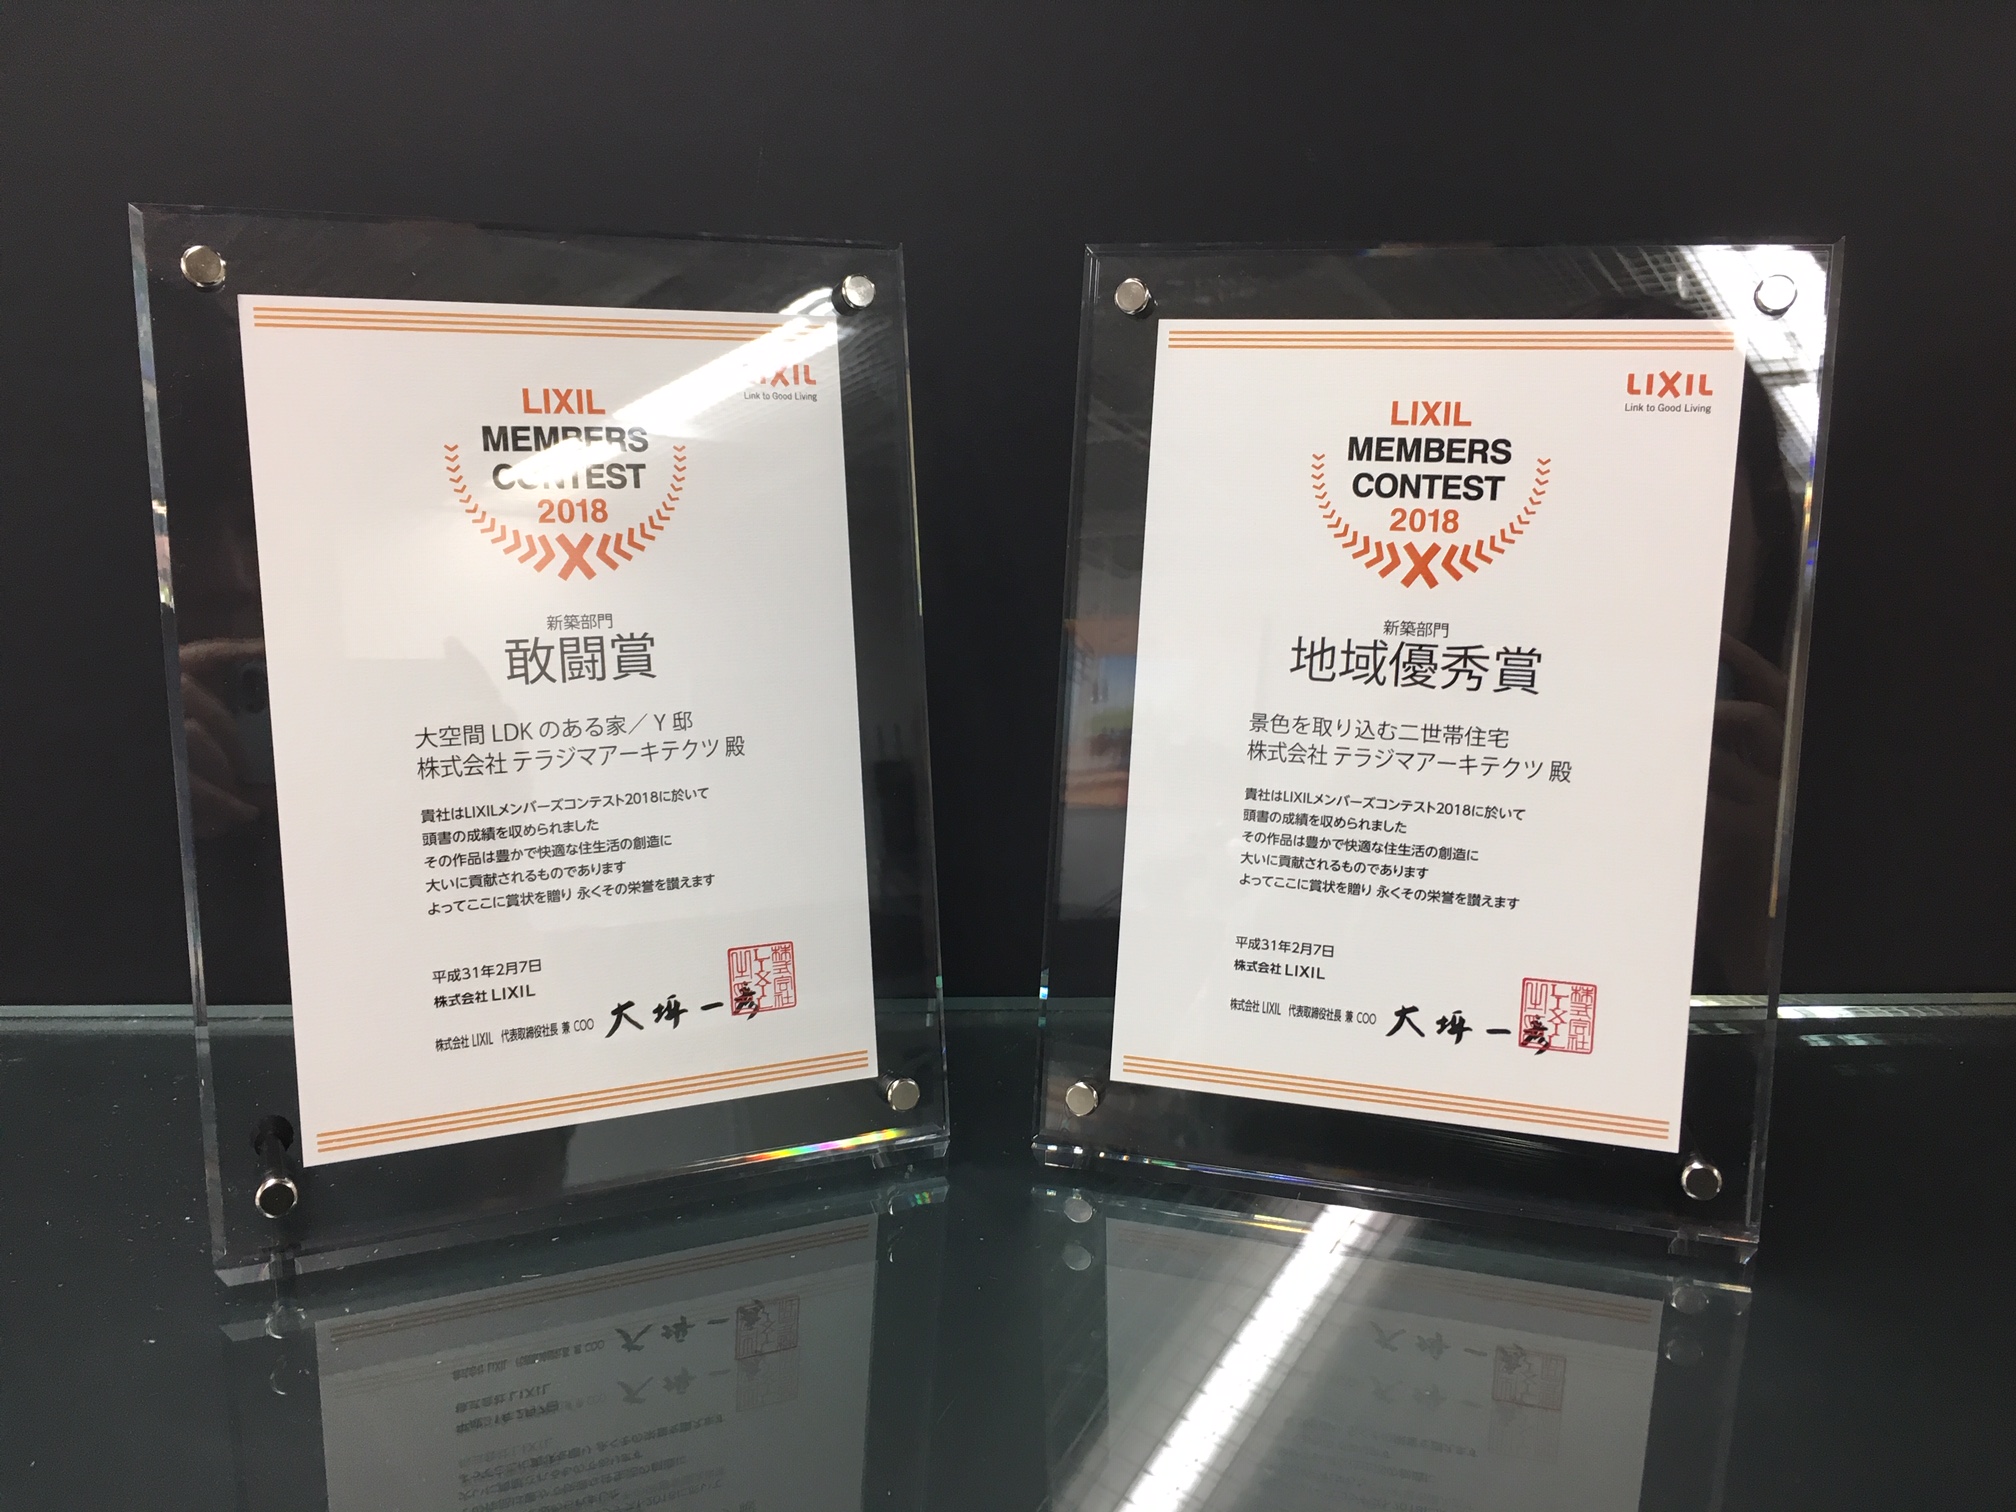 LIXIL
Link to Good Living
LIXIL
MEMBERS
CONTEST
2018
新築部門
敢闘賞
大空間 LDK のある家／Y 邸
株式会社 テラジマアーキテクツ 殿
貴社はLIXILメンバーズコンテスト2018に於いて
頭書の成績を収められました
その作品は豊かで快適な住生活の創造に
大いに貢献されるものであります
よってここに賞状を贈り 永くその栄誉を讃えます
平成31年2月7日
株式会社 LIXIL
株式会社 LIXIL 代表取締役社長 兼 COO 大坪 一彦
LIXIL
Link to Good Living
LIXIL
MEMBERS
CONTEST
2018
新築部門
地域優秀賞
景色を取り込む二世帯住宅
株式会社 テラジマアーキテクツ 殿
貴社はLIXILメンバーズコンテスト2018に於いて
頭書の成績を収められました
その作品は豊かで快適な住生活の創造に
大いに貢献されるものであります
よってここに賞状を贈り 永くその栄誉を讃えます
平成31年2月7日
株式会社 LIXIL
株式会社 LIXIL 代表取締役社長 兼 COO 大坪 一彦